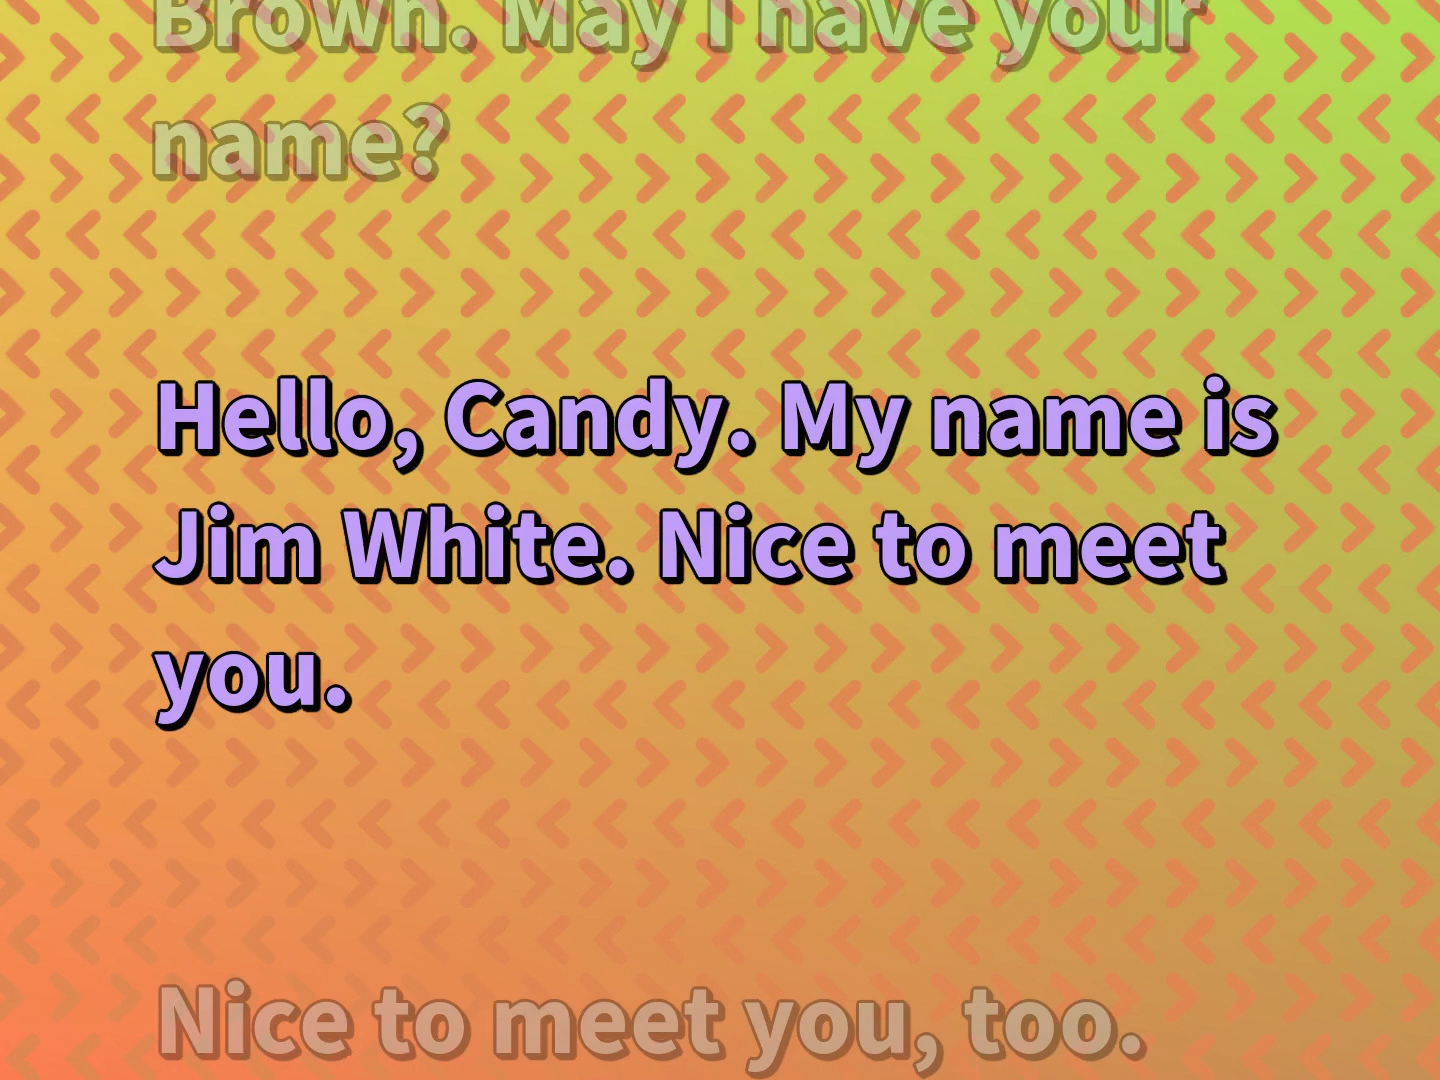 Brown. May I have your
name?
Hello, Candy. My name is
Jim White. Nice to meet
you.
Nice to meet you, too.